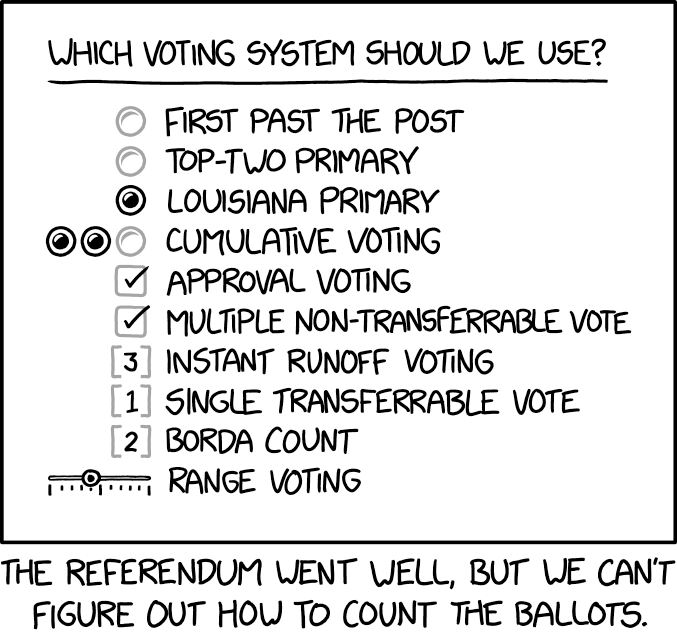 WHICH VOTING SYSTEM SHOULD WE USE?
FIRST PAST THE POST
TOP-TWO PRIMARY
LOUISIANA PRIMARY
CUMULATIVE VOTING
APPROVAL VOTING
MULTIPLE NON-TRANSFERRABLE VOTE
[3] INSTANT RUNOFF VOTING
[1] SINGLE TRANSFERRABLE VOTE
[2] BORDA COUNT
RANGE VOTING
THE REFERENDUM WENT WELL, BUT WE CAN'T
FIGURE OUT HOW TO COUNT THE BALLOTS.